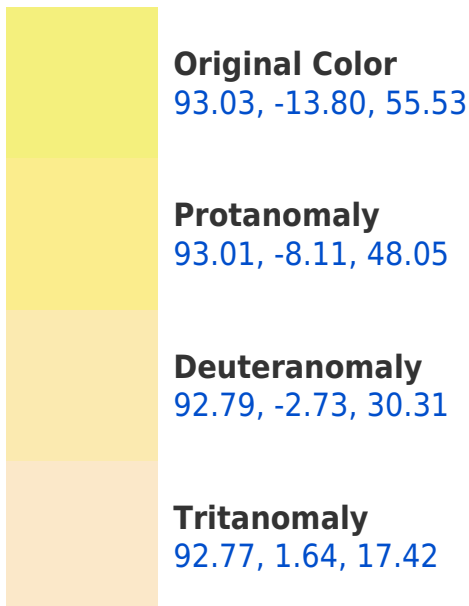 Original Color
93.03, -13.80, 55.53
Protanomaly
93.01, -8.11, 48.05
Deuteranomaly
92.79, -2.73, 30.31
Tritanomaly
92.77, 1.64, 17.42